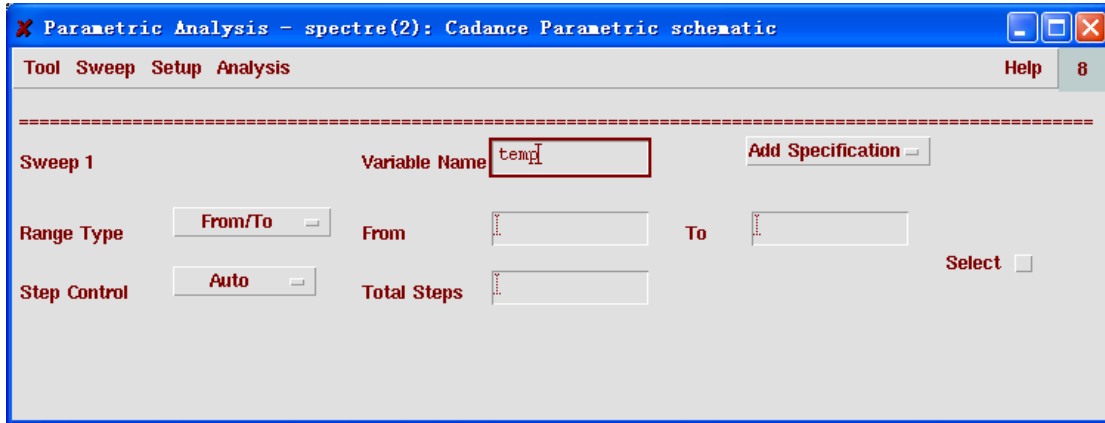 Parametric Analysis - spectre(2): Cadance Parametric schematic
Tool Sweep Setup Analysis Help 8
==========================================================================================
Sweep 1 Variable Name temp Add Specification
Range Type From/To From To
Select
Step Control Auto Total Steps